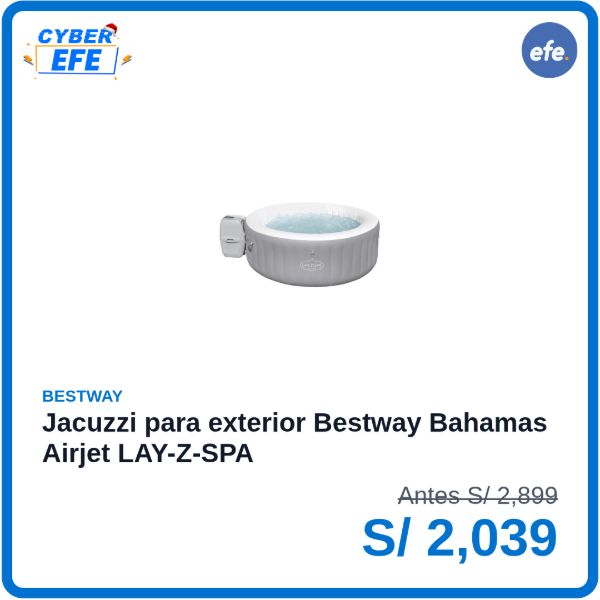 CYBER
EFE
efe.
BESTWAY
Jacuzzi para exterior Bestway Bahamas
Airjet LAY-Z-SPA
Antes S/ 2,899
S/ 2,039